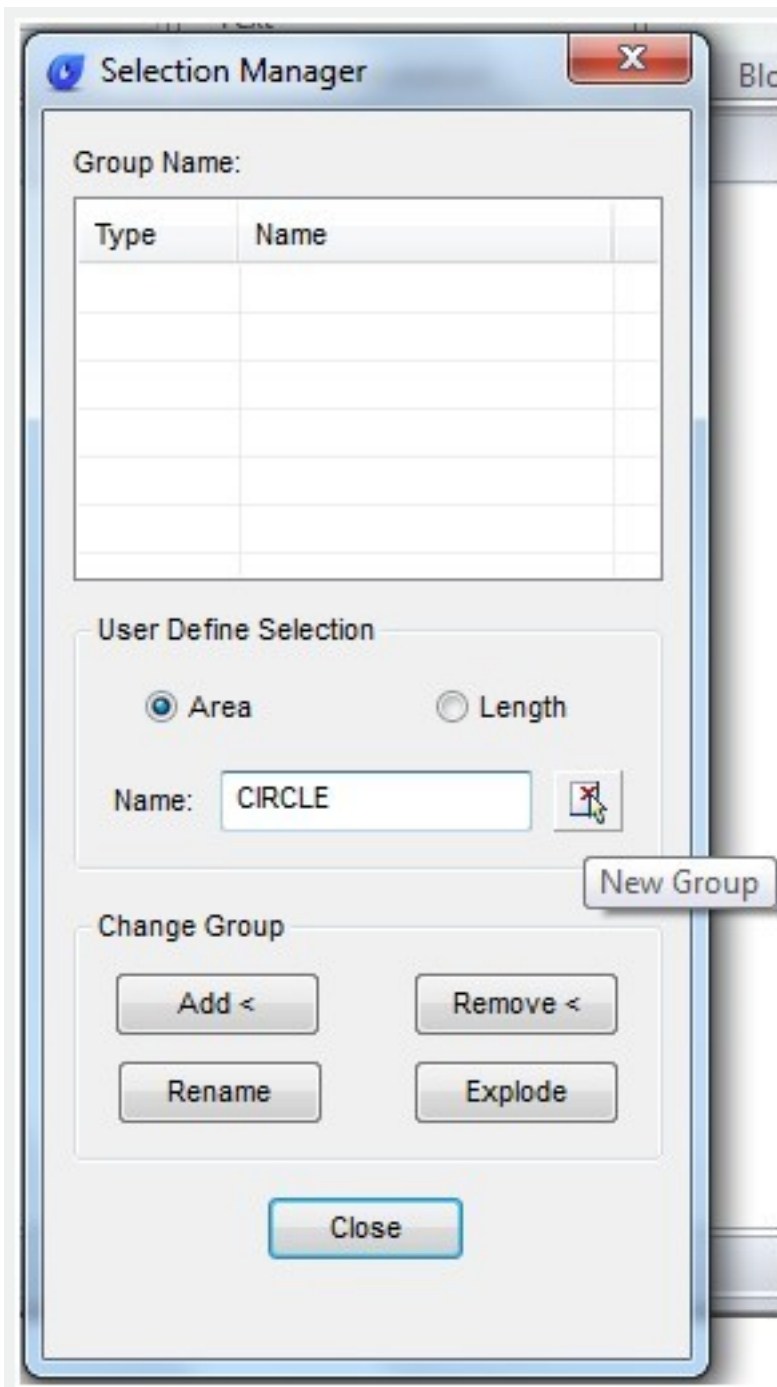 Selection Manager
Blo
Group Name:
Type Name
User Define Selection
Area Length
Name: CIRCLE
New Group
Change Group
Add < Remove <
Rename Explode
Close